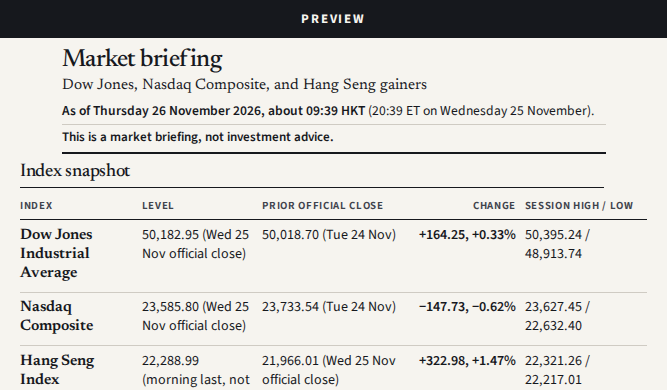 PREVIEW
Market briefing
Dow Jones, Nasdaq Composite, and Hang Seng gainers
As of Thursday 26 November 2026, about 09:39 HKT (20:39 ET on Wednesday 25 November).
This is a market briefing, not investment advice.
Index snapshot
INDEX LEVEL PRIOR OFFICIAL CLOSE CHANGE SESSION HIGH / LOW
Dow Jones 50,182.95 (Wed 25 50,018.70 (Tue 24 Nov) +164.25, +0.33% 50,395.24 /
Industrial Nov official close) 48,913.74
Average
Nasdaq 23,585.80 (Wed 25 23,733.54 (Tue 24 Nov) −147.73, −0.62% 23,627.45 /
Composite Nov official close) 22,632.40
Hang Seng 22,288.99 21,966.01 (Wed 25 Nov +322.98, +1.47% 22,321.26 /
Index (morning last, not official close) 22,217.01